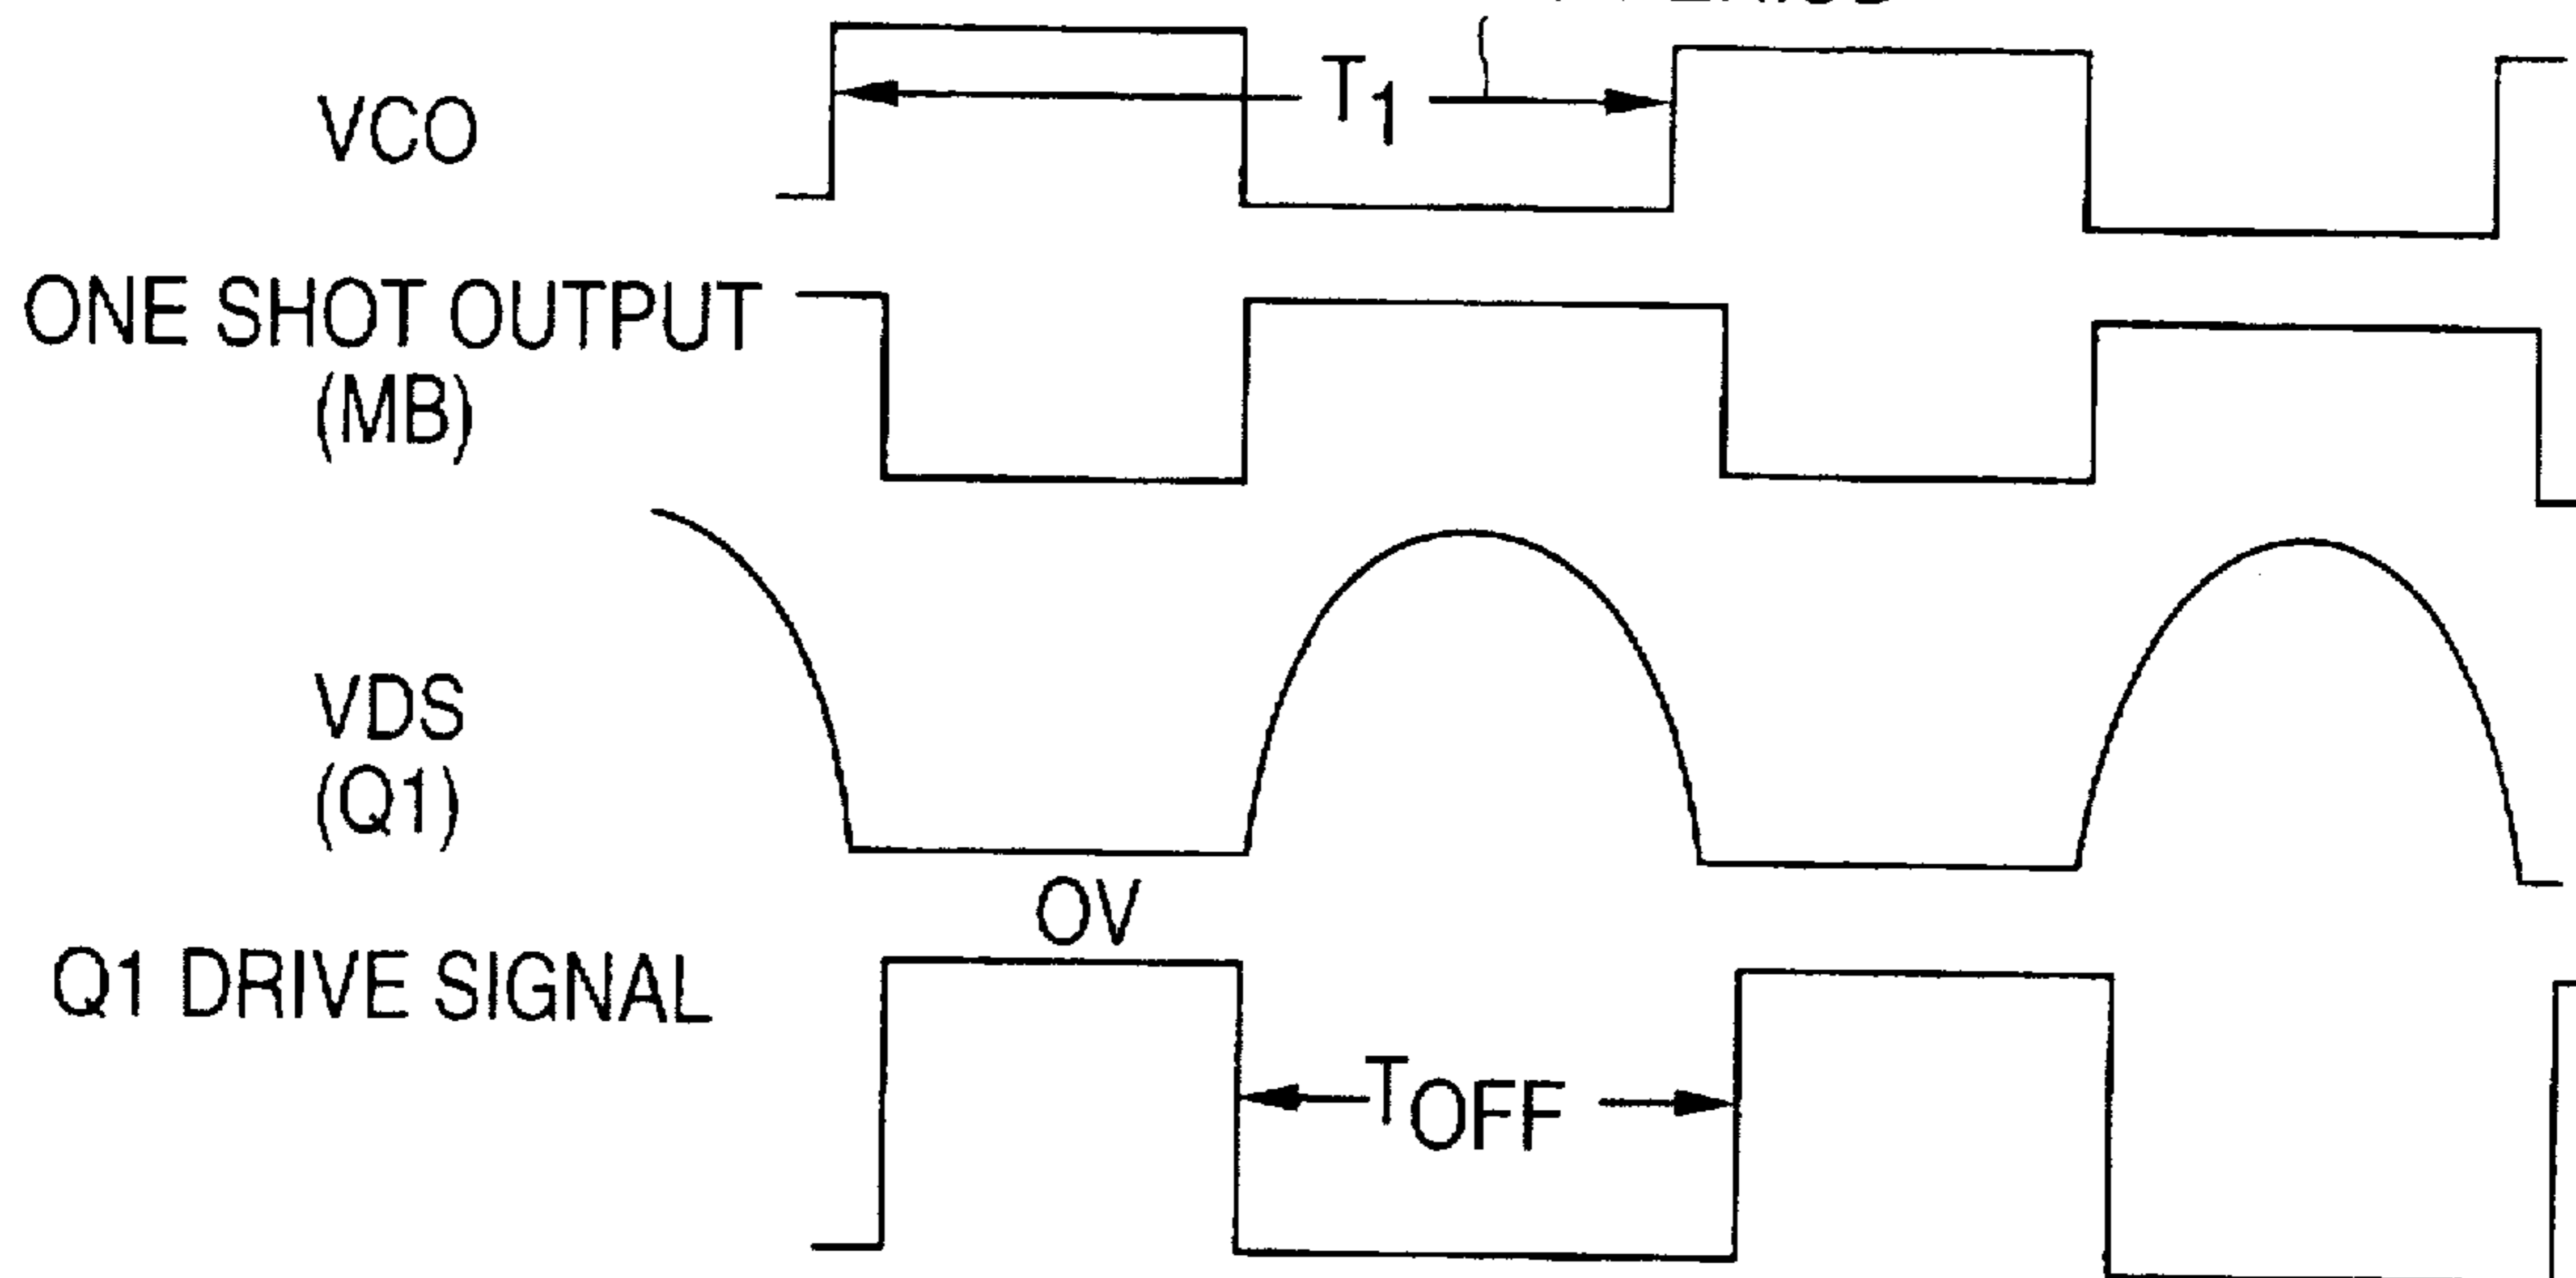 T1
VCO
ONE SHOT OUTPUT
(MB)
VDS
(Q1)
OV
Q1 DRIVE SIGNAL
TOFF